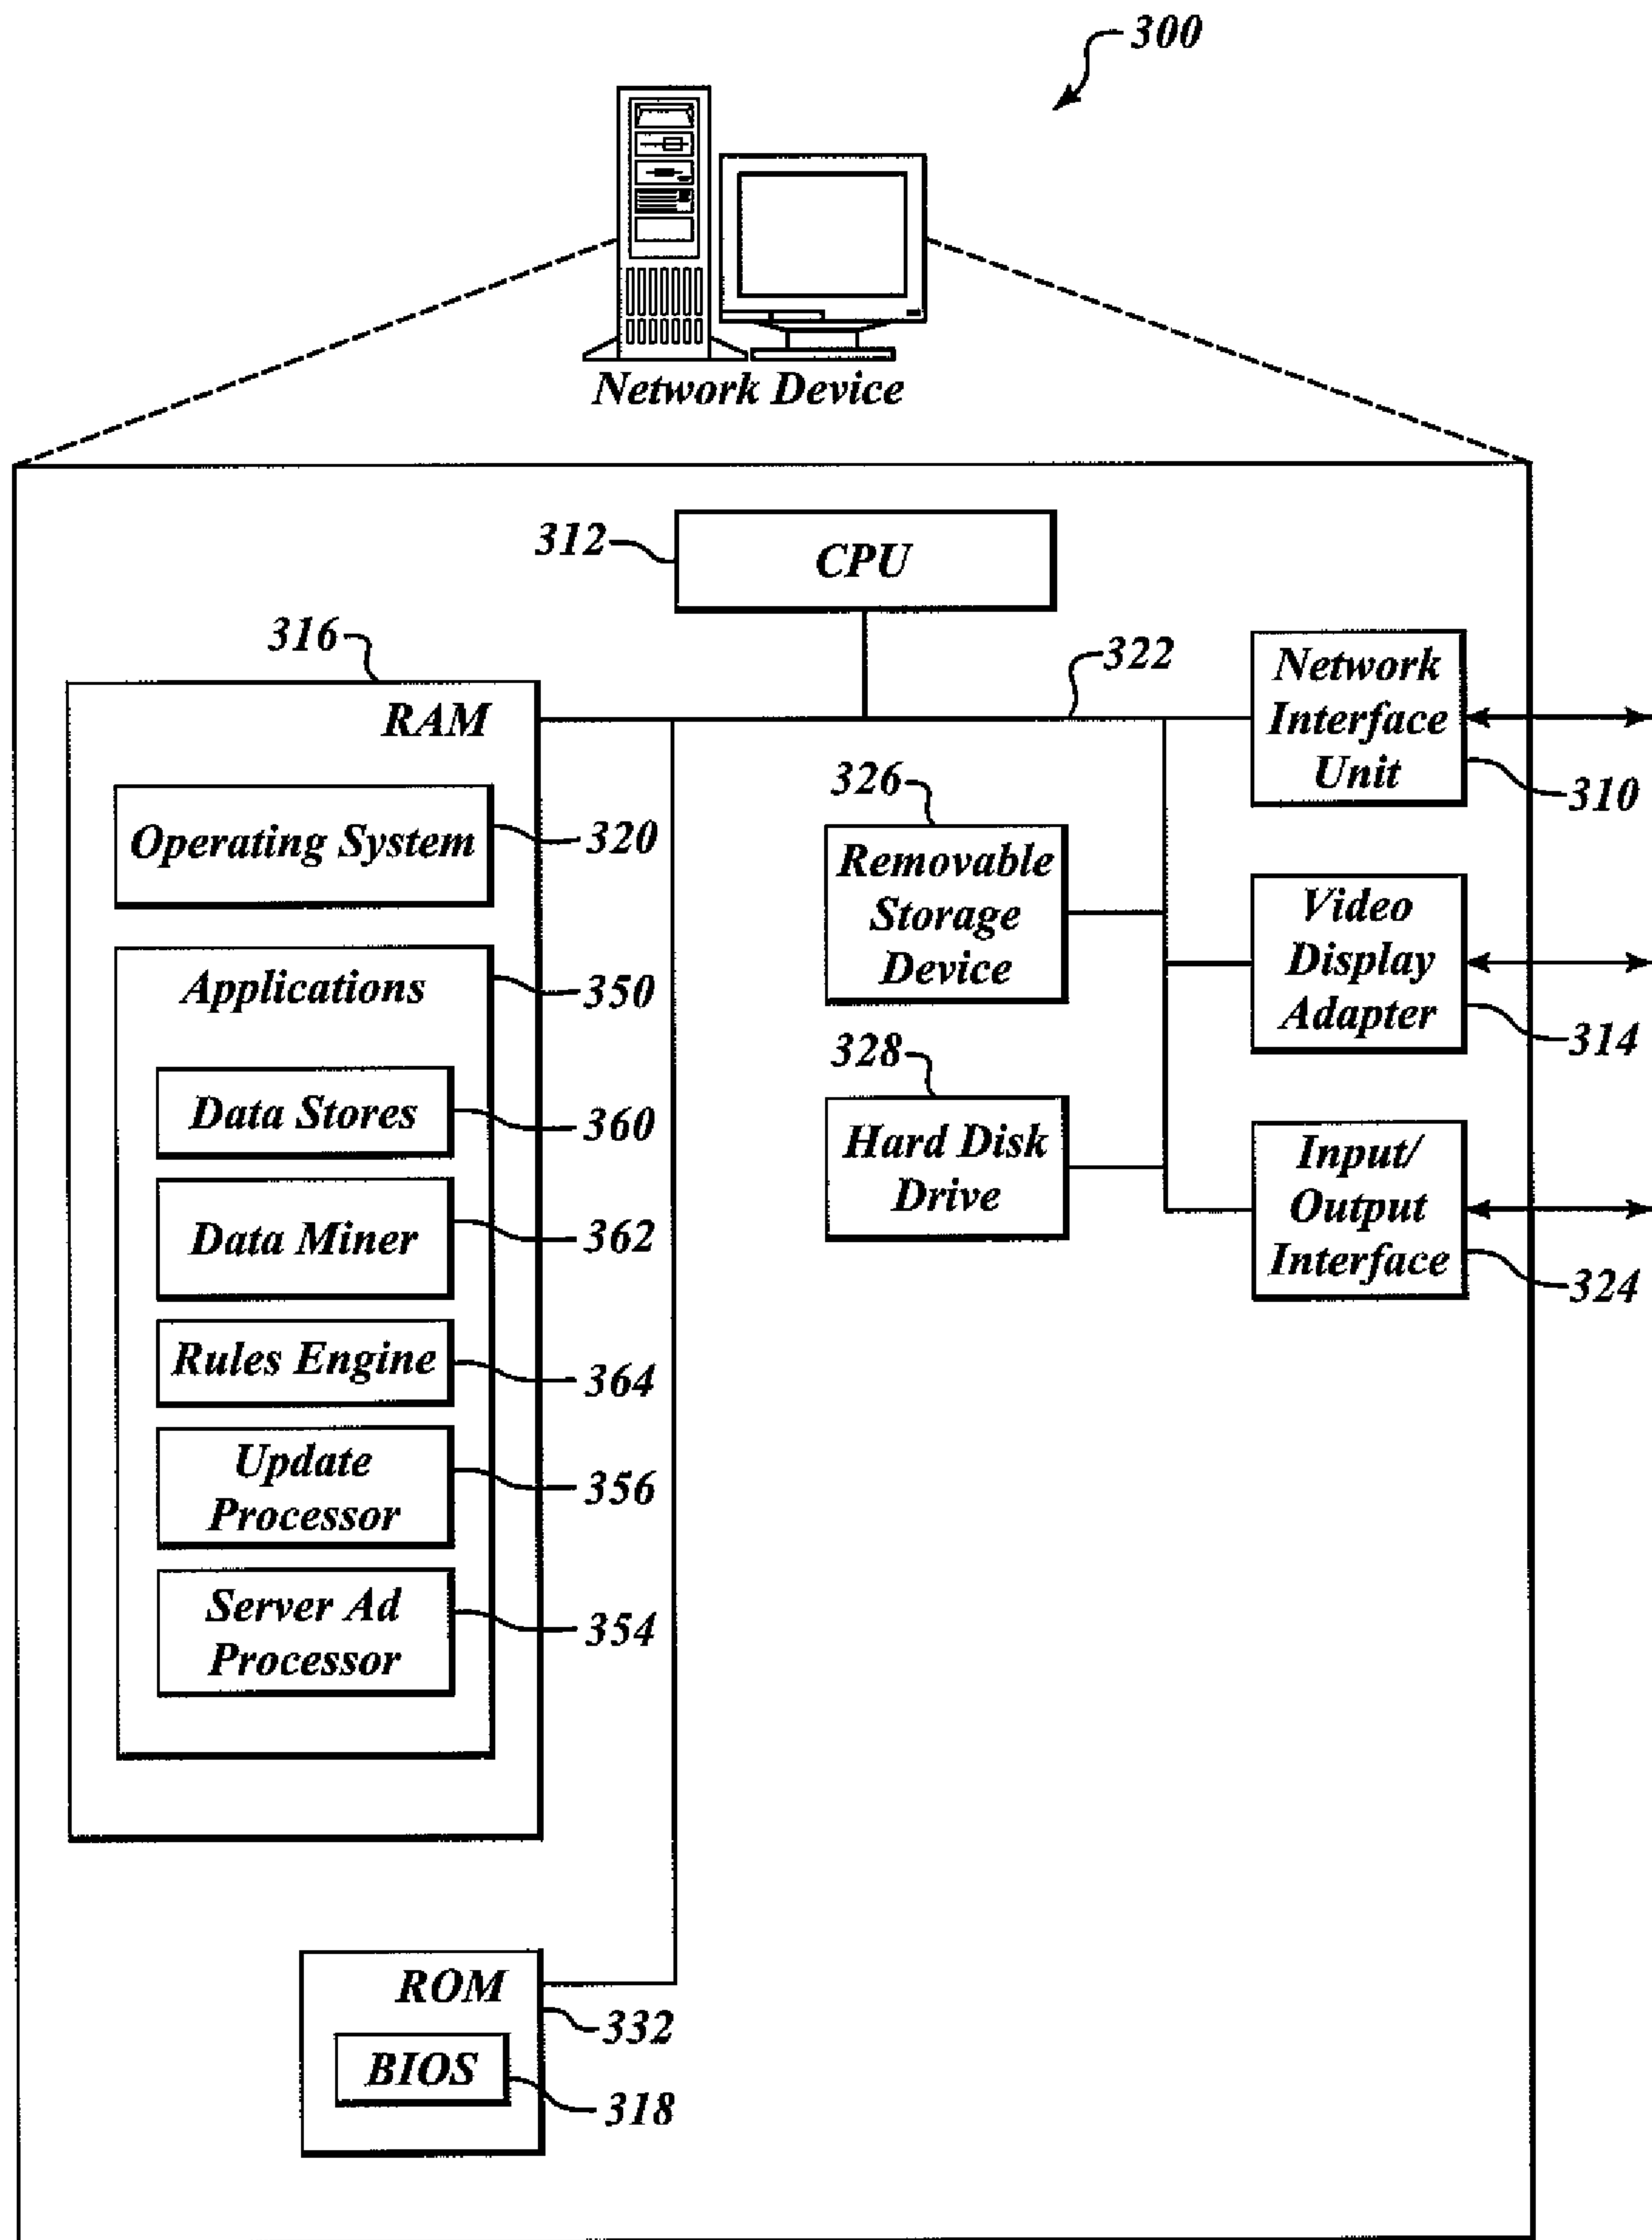 300
Network Device
312
CPU
316
RAM
322
Network
Interface
Unit
310
Operating System
320
326
Removable
Storage
Device
Video
Display
Adapter
314
Applications
350
328
Hard Disk
Drive
Input/
Output
Interface
324
Data Stores
360
Data Miner
362
Rules Engine
364
Update
Processor
356
Server Ad
Processor
354
ROM
332
BIOS
318